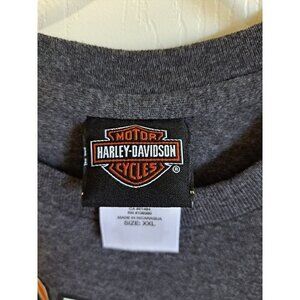 MOTOR
HARLEY-DAVIDSON
CYCLES
®
MADE IN NICARAGUA
SIZE: XXL